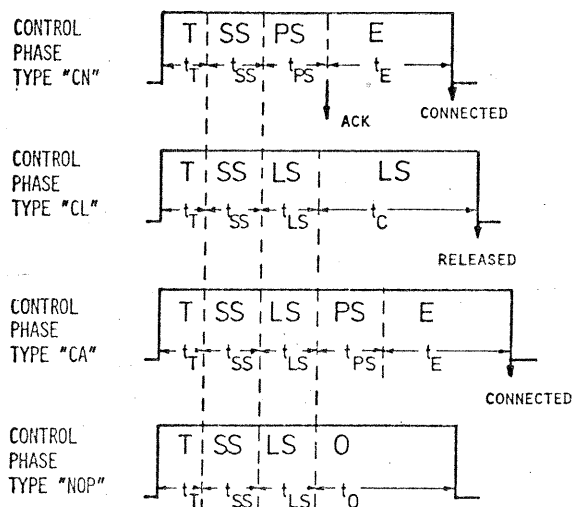 CONTROL
PHASE
TYPE "CN"
T SS PS E
tT tSS tPS tE
ACK
CONNECTED
CONTROL
PHASE
TYPE "CL"
T SS LS LS
tT tSS tLS tC
RELEASED
CONTROL
PHASE
TYPE "CA"
T SS LS PS E
tT tSS tLS tPS tE
CONNECTED
CONTROL
PHASE
TYPE "NOP"
T SS LS O
tT tSS tLS tO